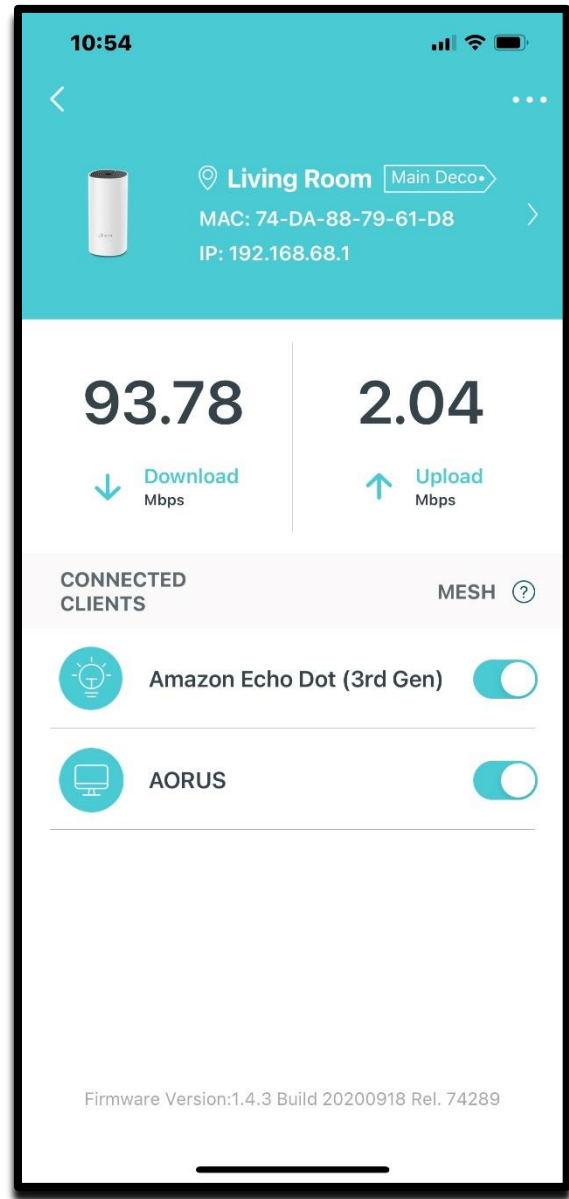 10:54
Living Room Main Deco
MAC: 74-DA-88-79-61-D8
IP: 192.168.68.1
93.78 2.04
Download Upload
Mbps Mbps
CONNECTED
CLIENTS MESH ?
Amazon Echo Dot (3rd Gen)
AORUS
Firmware Version:1.4.3 Build 20200918 Rel. 74289